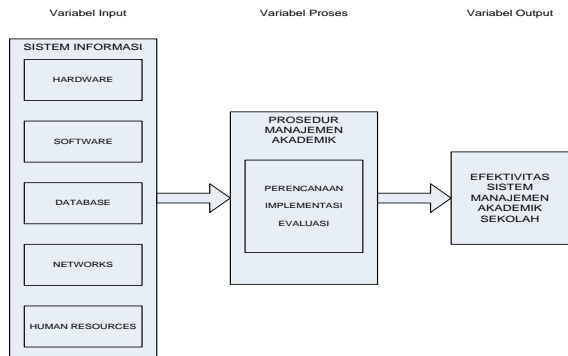 Variabel Input
Variabel Proses
Variabel Output
SISTEM INFORMASI
HARDWARE
SOFTWARE
DATABASE
NETWORKS
HUMAN RESOURCES
PROSEDUR
MANAJEMEN
AKADEMIK
PERENCANAAN
IMPLEMENTASI
EVALUASI
EFEKTIVITAS
SISTEM
MANAJEMEN
AKADEMIK
SEKOLAH